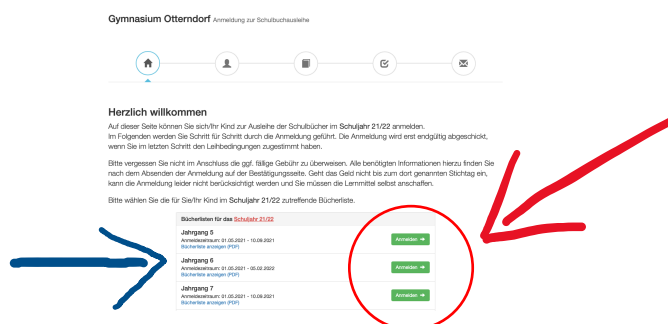 Gymnasium Otterndorf Anmeldung zur Schulbuchausleihe
Herzlich willkommen
Auf dieser Seite können Sie sich/Ihr Kind zur Ausleihe der Schulbücher im Schuljahr 21/22 anmelden.
Im Folgenden werden Sie Schritt für Schritt durch die Anmeldung geführt. Die Anmeldung wird erst endgültig abgeschickt,
wenn Sie im letzten Schritt den Leihbedingungen zugestimmt haben.
Bitte vergessen Sie nicht im Anschluss die ggf. fällige Gebühr zu überweisen. Alle benötigten Informationen hierzu finden Sie
nach dem Absenden der Anmeldung auf der Bestätigungsseite. Geht das Geld nicht bis zum dort genannten Stichtag ein,
kann die Anmeldung leider nicht berücksichtigt werden und Sie müssen die Lernmittel selbst anschaffen.
Bitte wählen Sie die für Sie/Ihr Kind im Schuljahr 21/22 zutreffende Bücherliste.
Bücherlisten für das Schuljahr 21/22
Jahrgang 5
Anmeldezeitraum: 01.05.2021 - 10.09.2021
Bücherliste anzeigen (PDF)
Anmelden
Jahrgang 6
Anmeldezeitraum: 01.05.2021 - 05.02.2022
Bücherliste anzeigen (PDF)
Anmelden
Jahrgang 7
Anmeldezeitraum: 01.05.2021 - 10.09.2021
Bücherliste anzeigen (PDF)
Anmelden